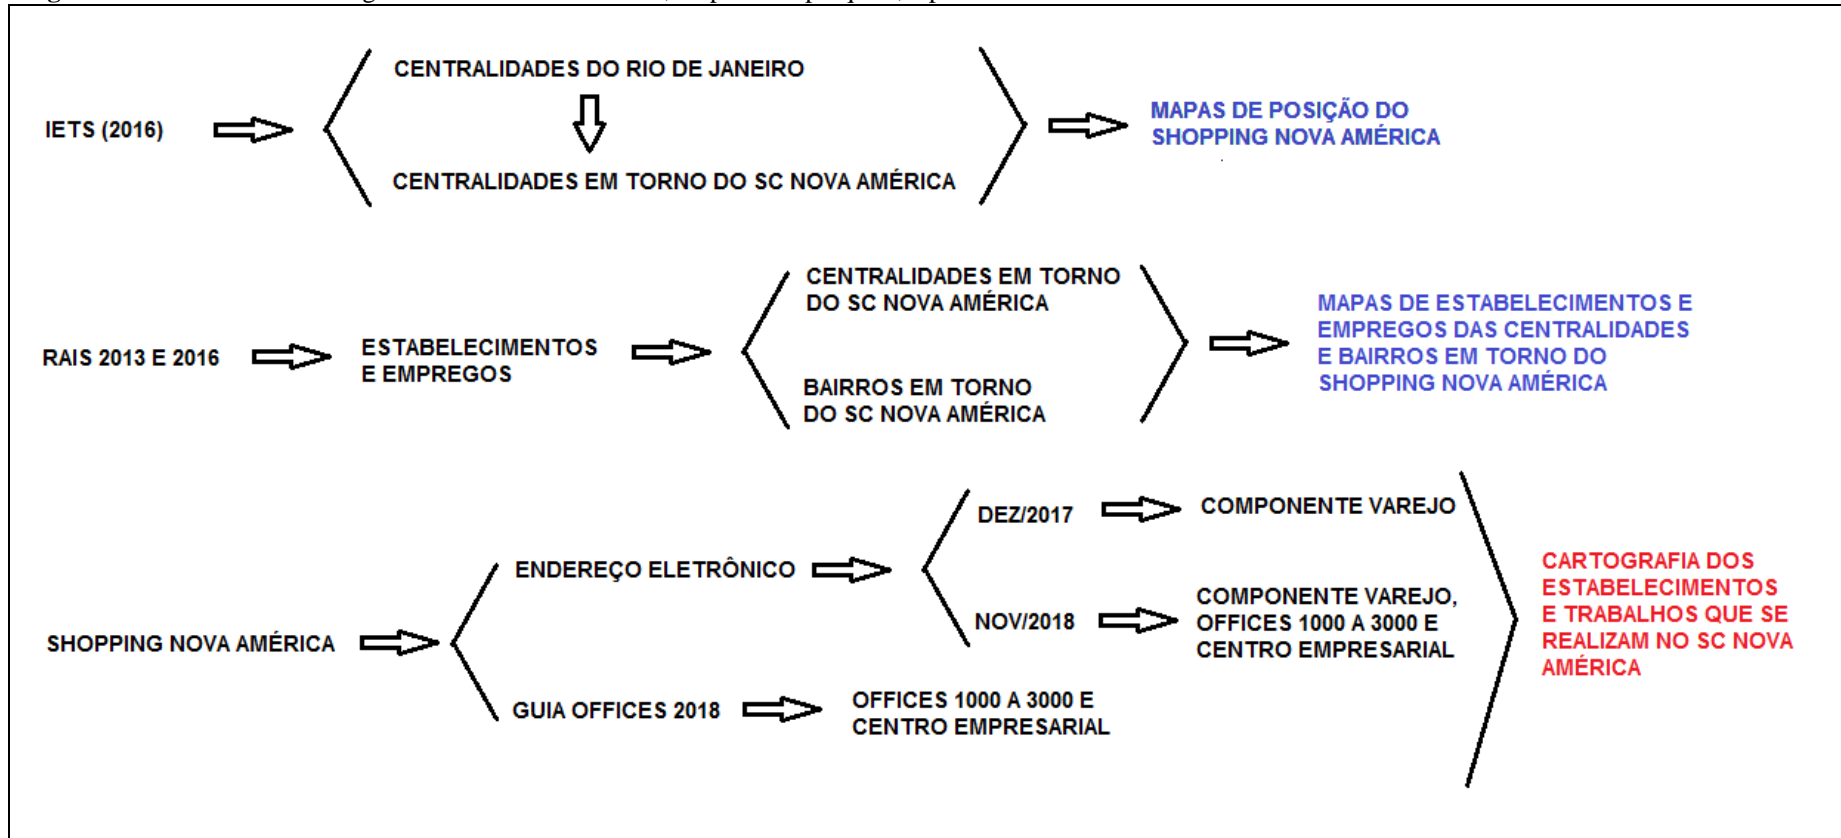 IETS (2016)
CENTRALIDADES DO RIO DE JANEIRO
CENTRALIDADES EM TORNO DO SC NOVA AMÉRICA
MAPAS DE POSIÇÃO DO
SHOPPING NOVA AMÉRICA
RAIS 2013 E 2016
ESTABELECIMENTOS
E EMPREGOS
CENTRALIDADES EM TORNO
DO SC NOVA AMÉRICA
BAIRROS EM TORNO
DO SC NOVA AMÉRICA
MAPAS DE ESTABELECIMENTOS E
EMPREGOS DAS CENTRALIDADES
E BAIRROS EM TORNO DO
SHOPPING NOVA AMÉRICA
SHOPPING NOVA AMÉRICA
ENDEREÇO ELETRÔNICO
DEZ/2017
COMPONENTE VAREJO
NOV/2018
COMPONENTE VAREJO,
OFFICES 1000 A 3000 E
CENTRO EMPRESARIAL
GUIA OFFICES 2018
OFFICES 1000 A 3000 E
CENTRO EMPRESARIAL
CARTOGRAFIA DOS
ESTABELECIMENTOS
E TRABALHOS QUE SE
REALIZAM NO SC NOVA
AMÉRICA